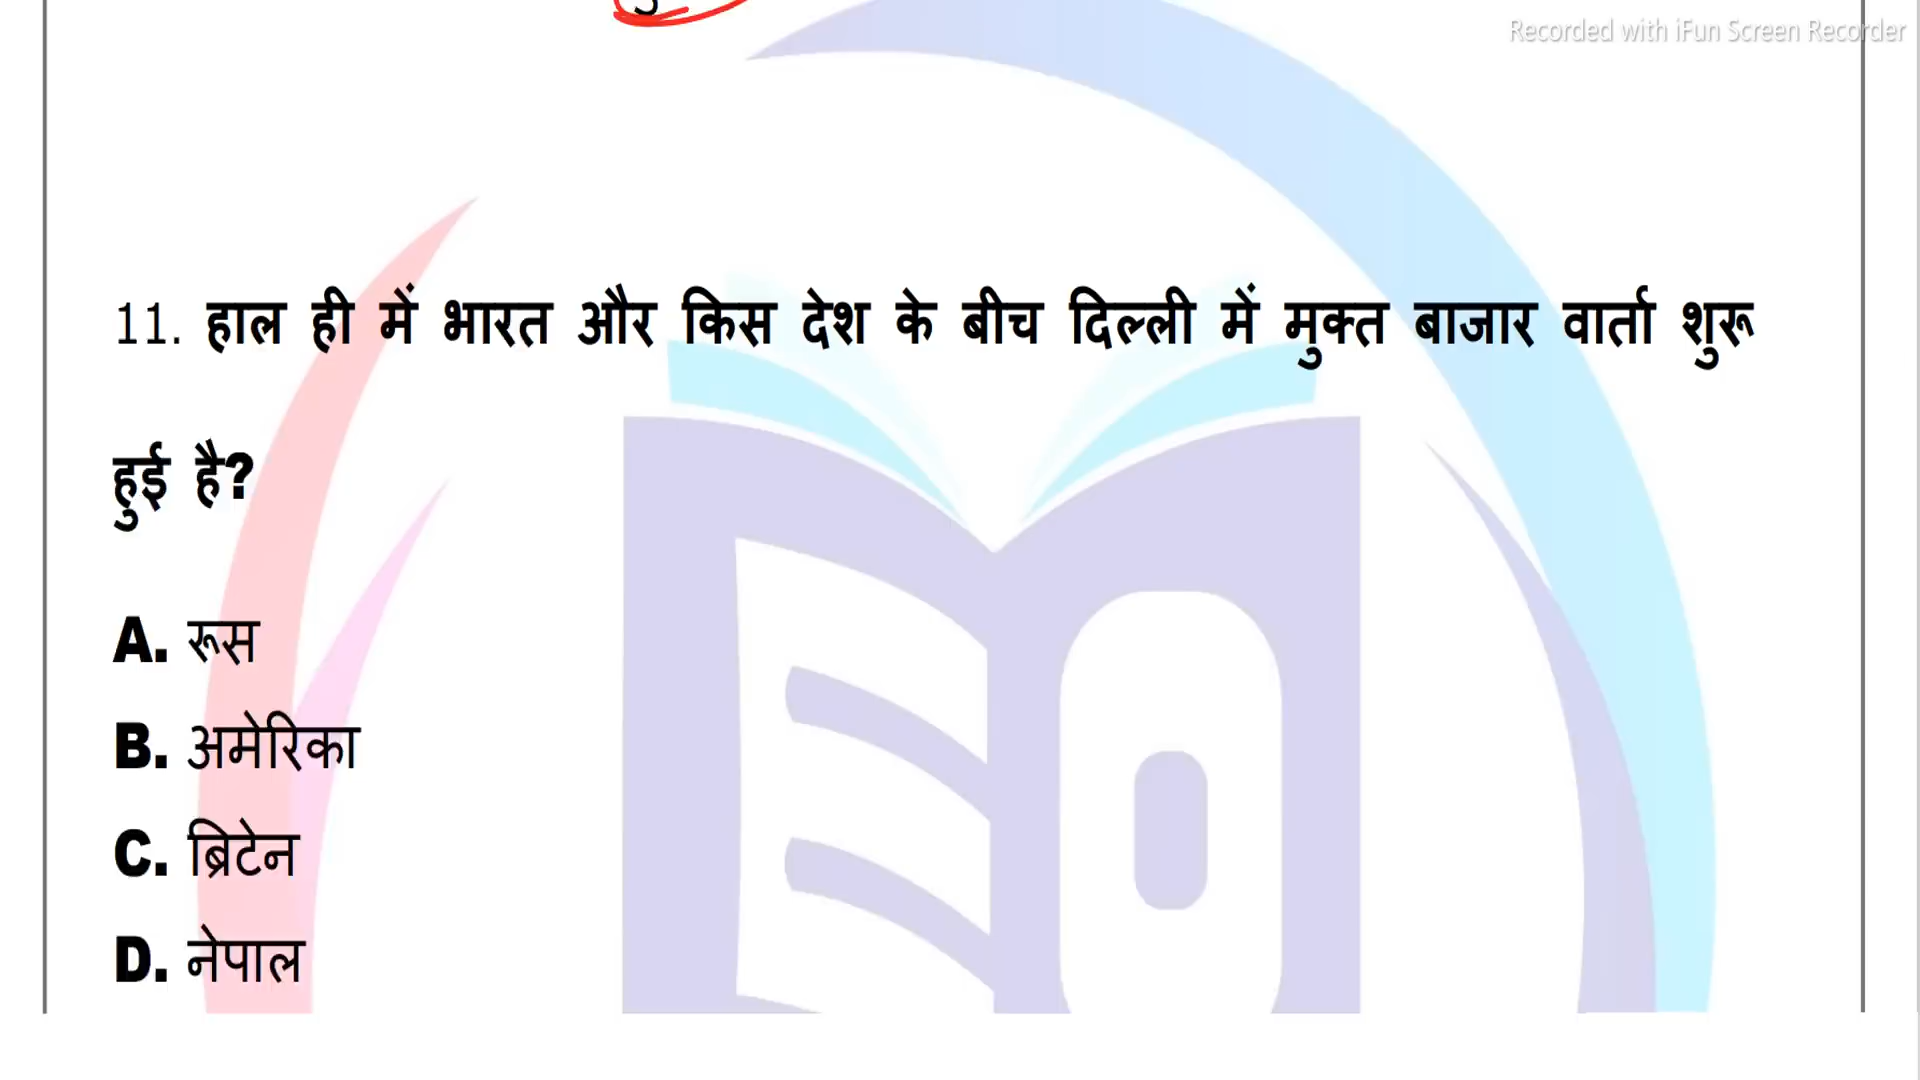 Recorded with iFun Screen Recorder
11. हाल ही में भारत और किस देश के बीच दिल्ली में मुक्त बाजार वार्ता शुरू
हुई है?
A. रूस
B. अमेरिका
C. ब्रिटेन
D. नेपाल